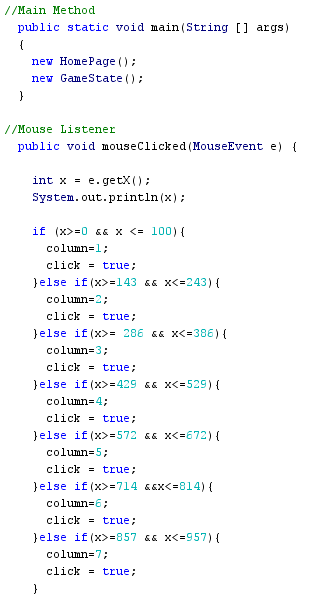 //Main Method
public static void main(String [] args)
{
new HomePage();
new GameState();
}
//Mouse Listener
public void mouseClicked(MouseEvent e) {
int x = e.getX();
System.out.println(x);
if (x>=0 && x <= 100){
column=1;
click = true;
}else if(x>=143 && x<=243){
column=2;
click = true;
}else if(x>= 286 && x<=386){
column=3;
click = true;
}else if(x>=429 && x<=529){
column=4;
click = true;
}else if(x>=572 && x<=672){
column=5;
click = true;
}else if(x>=714 &&x<=814){
column=6;
click = true;
}else if(x>=857 && x<=957){
column=7;
click = true;
}